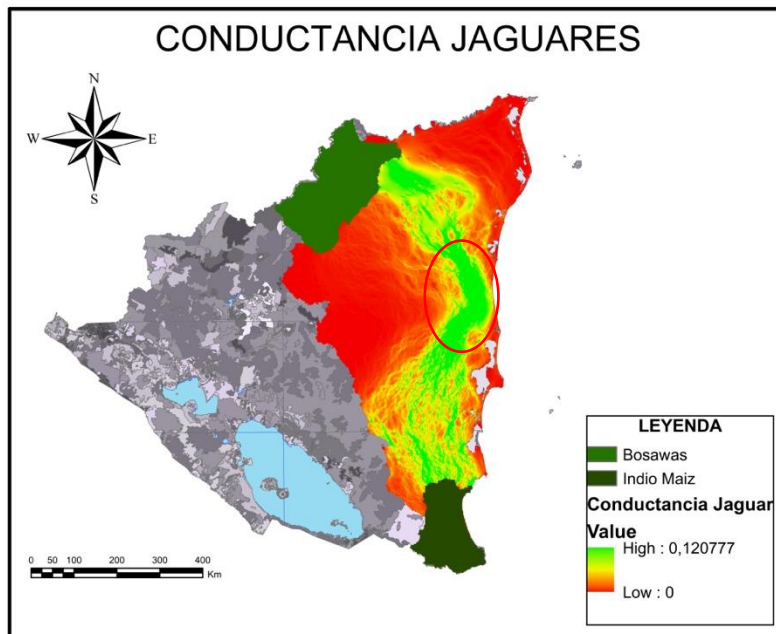 CONDUCTANCIA JAGUARES
N
W
E
S
LEYENDA
Bosawas
Indio Maiz
Conductancia Jaguar
Value
High : 0,120777
Low : 0
0 50 100 200 300 400
Km